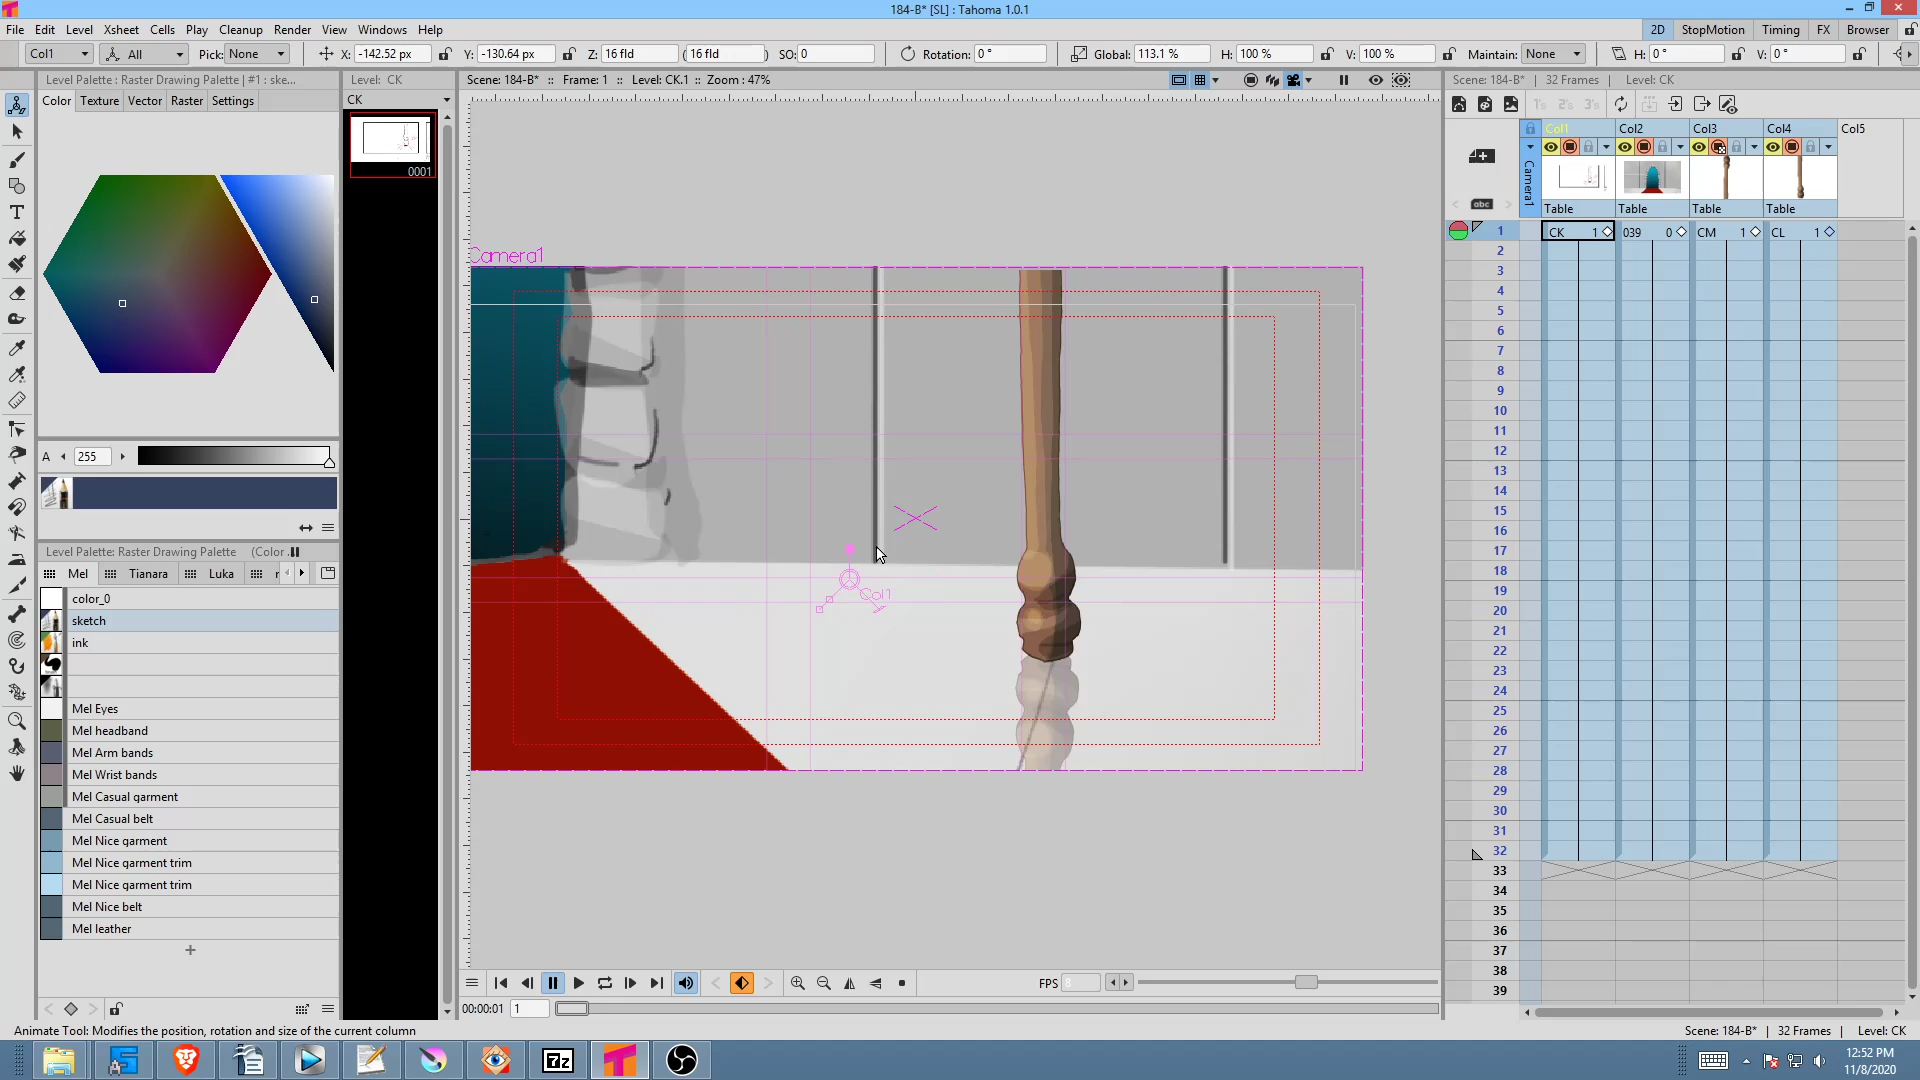 184-B* [SL] : Tahoma 1.0.1
File Edit Level Xsheet Cells Play Cleanup Render View Windows Help
2D StopMotion Timing FX Browser
Col1 All Pick: None X: -142.52 px Y: -130.64 px Z: 16 fld ( 16 fld ) SO: 0 Rotation: 0 ° Global: 113.1 % H: 100 % V: 100 % Maintain: None H: 0 ° V: 0 °
Level Palette : Raster Drawing Palette | #1 : ske...
Color Texture Vector Raster Settings
A 255
Level Palette: Raster Drawing Palette (Color
Mel Tianara Luka
color_0
sketch
ink
Mel Eyes
Mel headband
Mel Arm bands
Mel Wrist bands
Mel Casual garment
Mel Casual belt
Mel Nice garment
Mel Nice garment trim
Mel Nice garment trim
Mel Nice belt
Mel leather
+
Level: CK
CK
0001
Scene: 184-B* :: Frame: 1 :: Level: CK.1 :: Zoom : 47%
Camera1
Col1
FPS 8
00:00:01 1
Scene: 184-B* | 32 Frames | Level: CK
1's 2's 3's
Col1 Col2 Col3 Col4 Col5
Camera1
abc
Table Table Table Table
1 CK 1 039 0 CM 1 CL 1
2
3
4
5
6
7
8
9
10
11
12
13
14
15
16
17
18
19
20
21
22
23
24
25
26
27
28
29
30
31
32
33
34
35
36
37
38
39
Animate Tool: Modifies the position, rotation and size of the current column
Scene: 184-B* | 32 Frames | Level: CK
7z
12:52 PM
11/8/2020